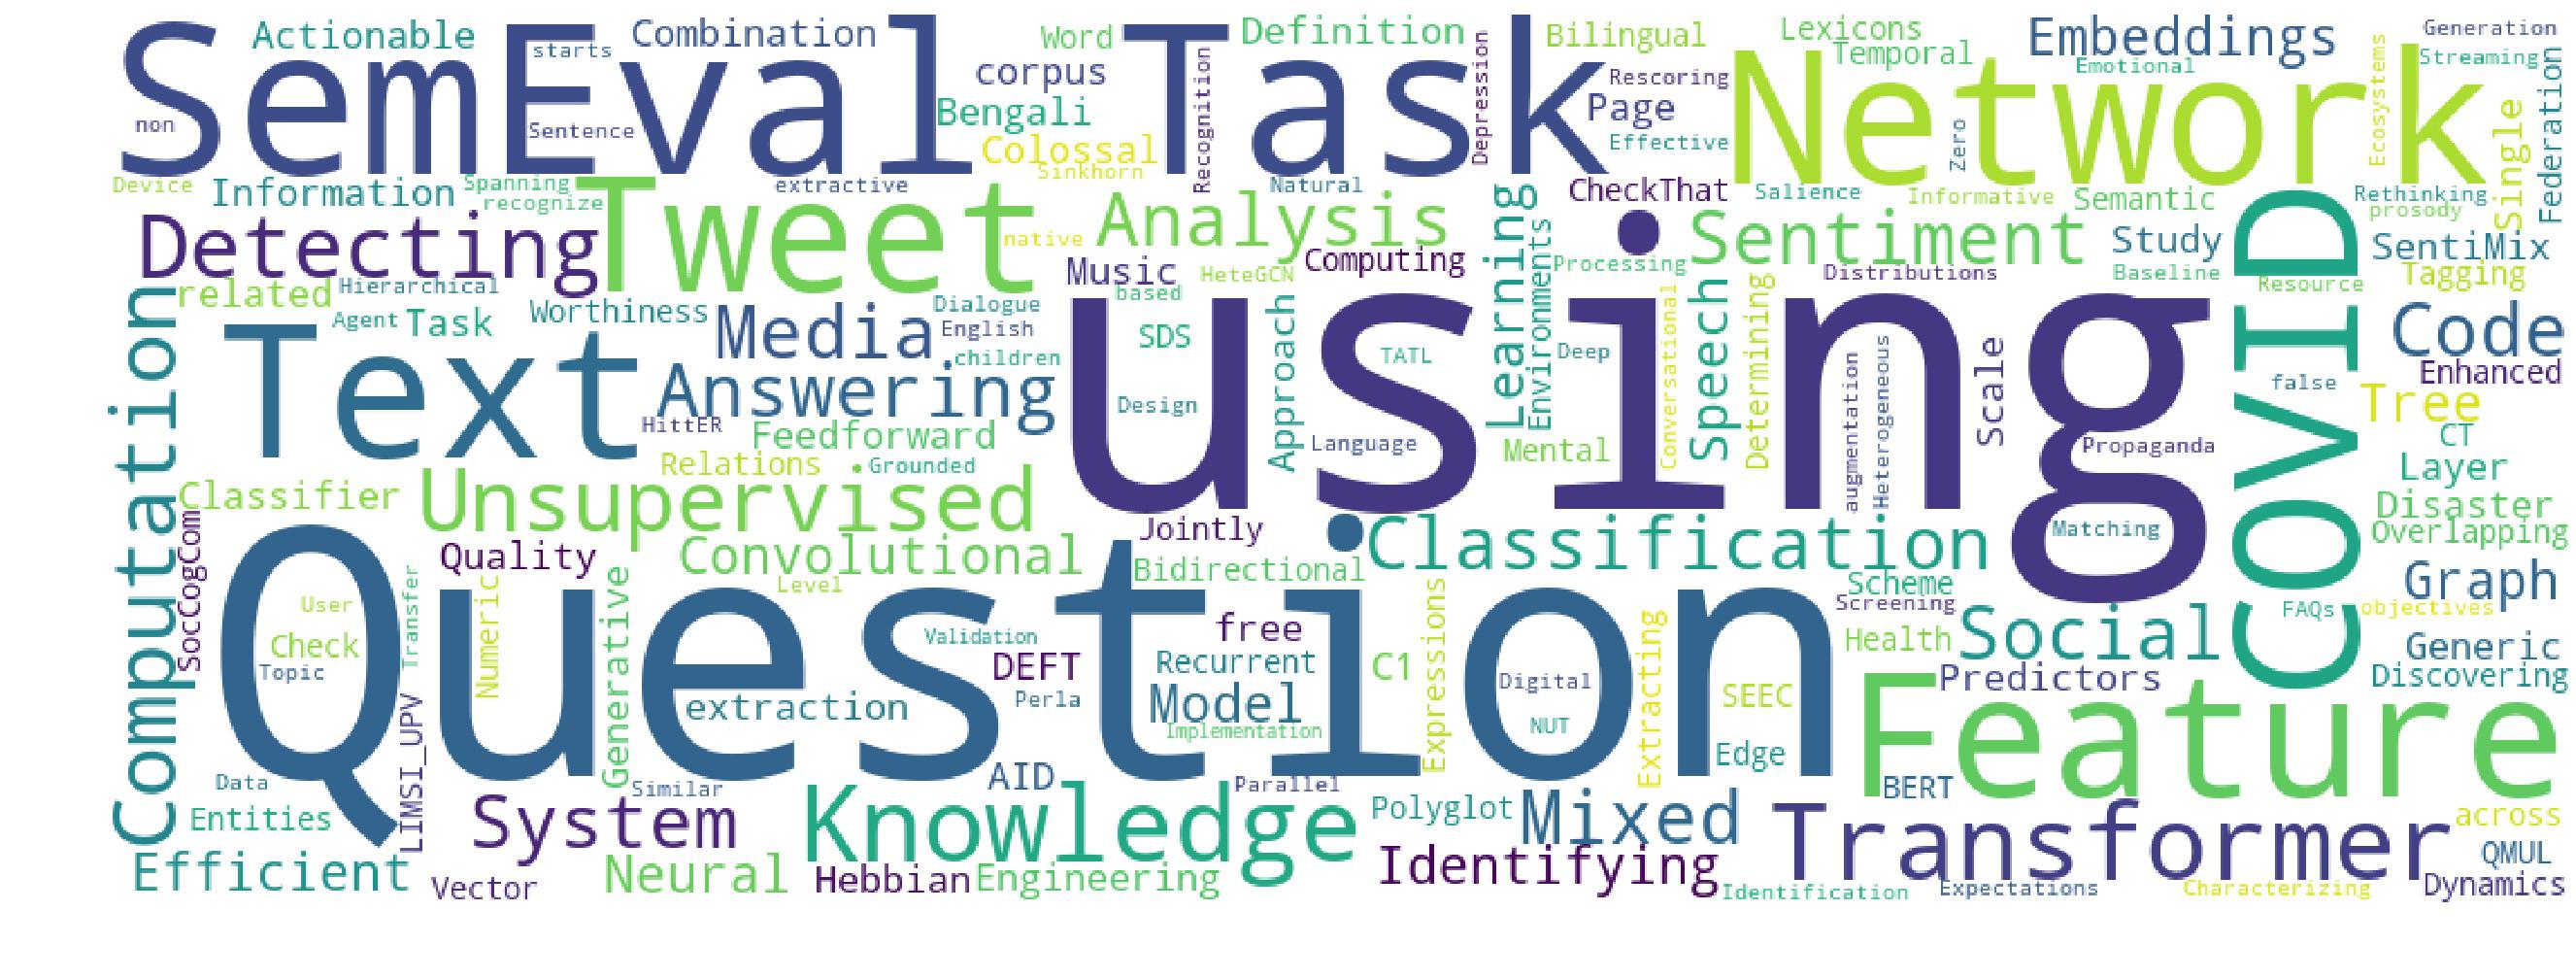 SemEval Task
Network
Actionable
starts
Combination
Word
Definition
Bilingual
Lexicons
Embeddings
Generation
Temporal
Emotional
Streaming
corpus
Recognition
Depression
Rescoring
Page
Effective
Zero
Ecosystems
Single
Federation
non
Sentence
Bengali
Colossal
Sinkhorn
Device
Information
Spanning
recognize
extractive
Natural
CheckThat
Salience
Informative
Semantic
Rethinking
prosody
Detecting
Tweet
native
Analysis
Learning
Environments
Sentiment
Study
SentiMix
COVID
Music
HeteGCN
Computing
Processing
Distributions
Baseline
Resource
Tagging
related
Hierarchical
Worthiness
Dialogue
based
Agent
Task
Media
English
children
SDS
Approach
TATL
Deep
Conversational
Speech
Determining
augmentation
Heterogeneous
Scale
Code
Enhanced
false
Tree
Computation
Text
Answering
using
HittER
Feedforward
Design
Language
Mental
Propaganda
CT
Layer
Relations
Grounded
Classifier
Unsupervised
Disaster
Overlapping
SocCogCom
Quality
Convolutional
Jointly
Classification
Matching
Bidirectional
Level
Scheme
Screening
Graph
FAQs
objectives
Question
User
Check
Topic
Transfer
Numeric
Generative
Validation
free
DEFT
Recurrent
C1
Expressions
Health
Social
Generic
Discovering
extraction
Perla
Model
Implementation
Digital
NUT
Extracting
SEEC
Predictors
Feature
LIMSI_UPV
Edge
Data
Similar
AID
Parallel
BERT
Entities
System
Knowledge
Polyglot
Mixed
Transformer
across
Efficient
Vector
Neural
Hebbian
Engineering
Identifying
Identification
Expectations
Characterizing
QMUL
Dynamics